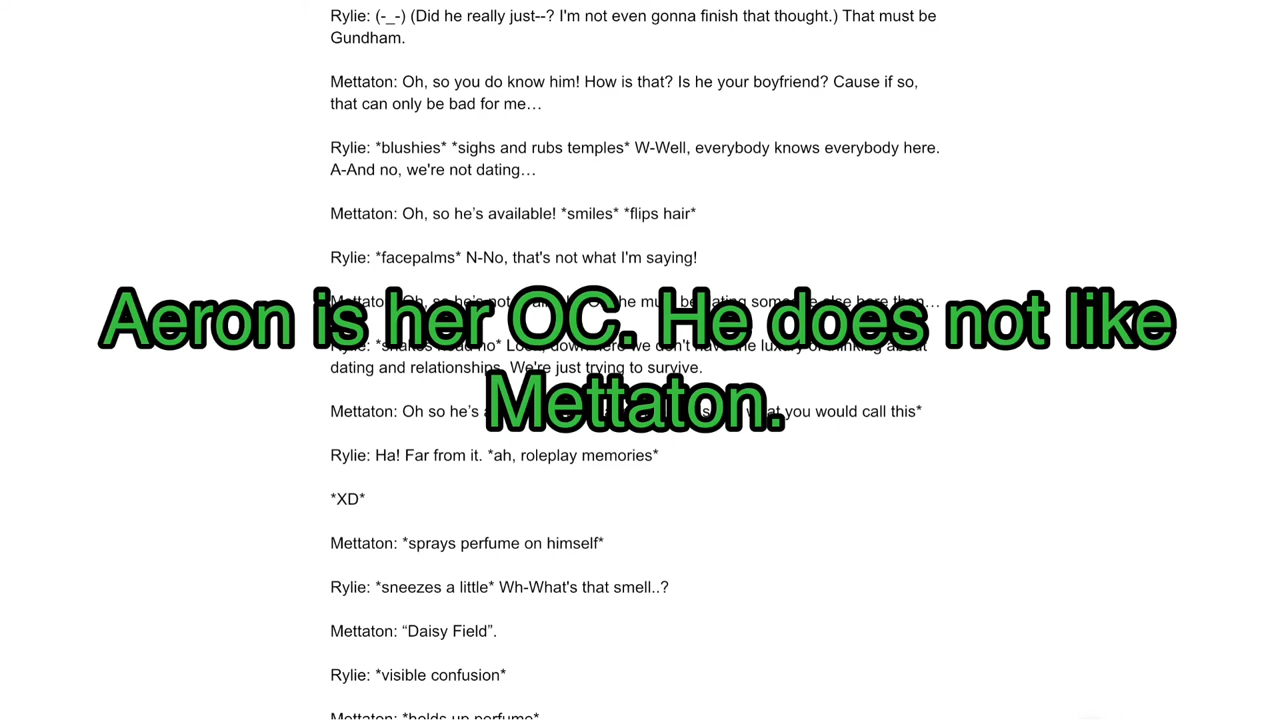 Rylie: (-_-) (Did he really just--? I'm not even gonna finish that thought.) That must be
Gundham.
Mettaton: Oh, so you do know him! How is that? Is he your boyfriend? Cause if so,
that can only be bad for me…
Rylie: *blushies* *sighs and rubs temples* W-Well, everybody knows everybody here.
A-And no, we're not dating…
Mettaton: Oh, so he’s available! *smiles* *flips hair*
Rylie: *facepalms* N-No, that's not what I'm saying!
Aeron is her OC. He does not like
Mettaton.
dating and relationships. We're just trying to survive.
Mettaton: Oh so he’s you would call this*
Rylie: Ha! Far from it. *ah, roleplay memories*
*XD*
Mettaton: *sprays perfume on himself*
Rylie: *sneezes a little* Wh-What's that smell..?
Mettaton: “Daisy Field”.
Rylie: *visible confusion*
Mettaton: *holds up perfume*